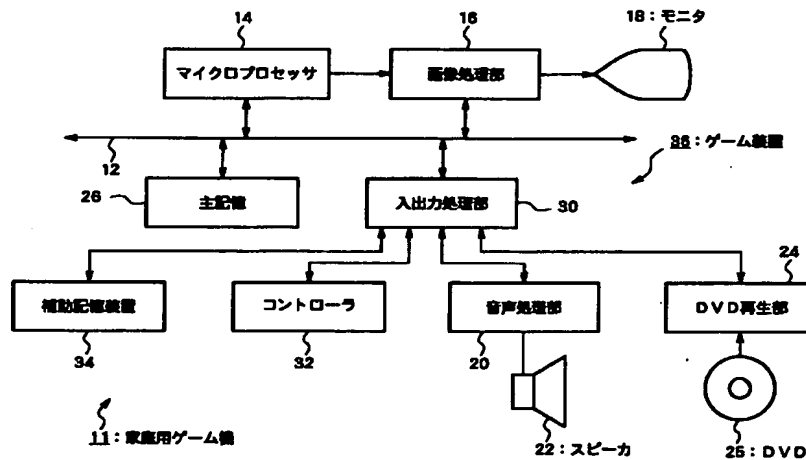 14
16
18：モニタ
マイクロプロセッサ
画像処理部
12
36：ゲーム装置
26
主記憶
入出力処理部
30
24
補助記憶装置
コントローラ
音声処理部
DVD再生部
34
32
20
11：家庭用ゲーム機
22：スピーカ
25：DVD